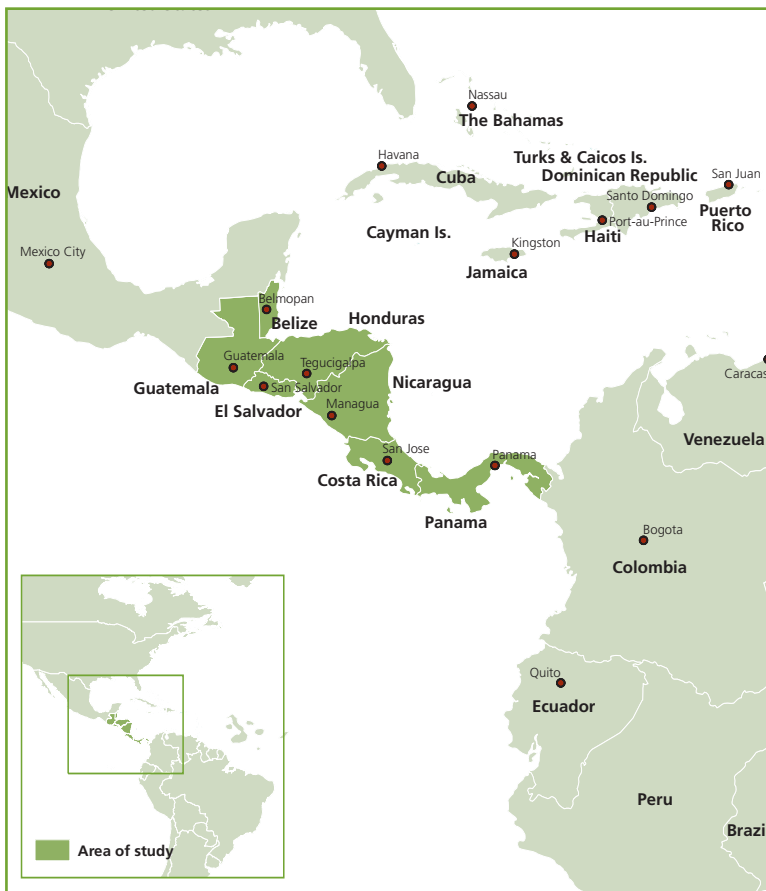 Nassau
The Bahamas
Havana
Cuba
Turks & Caicos Is.
Dominican Republic
San Juan
Santo Domingo
Puerto
Rico
Port-au-Prince
Haiti
Mexico
Cayman Is.
Kingston
Jamaica
Mexico City
Belmopan
Belize
Honduras
Guatemala
Tegucigalpa
Guatemala
San Salvador
El Salvador
Nicaragua
Managua
Caracas
Venezuela
San Jose
Costa Rica
Panama
Panama
Bogota
Colombia
Quito
Ecuador
Peru
Brazi
Area of study